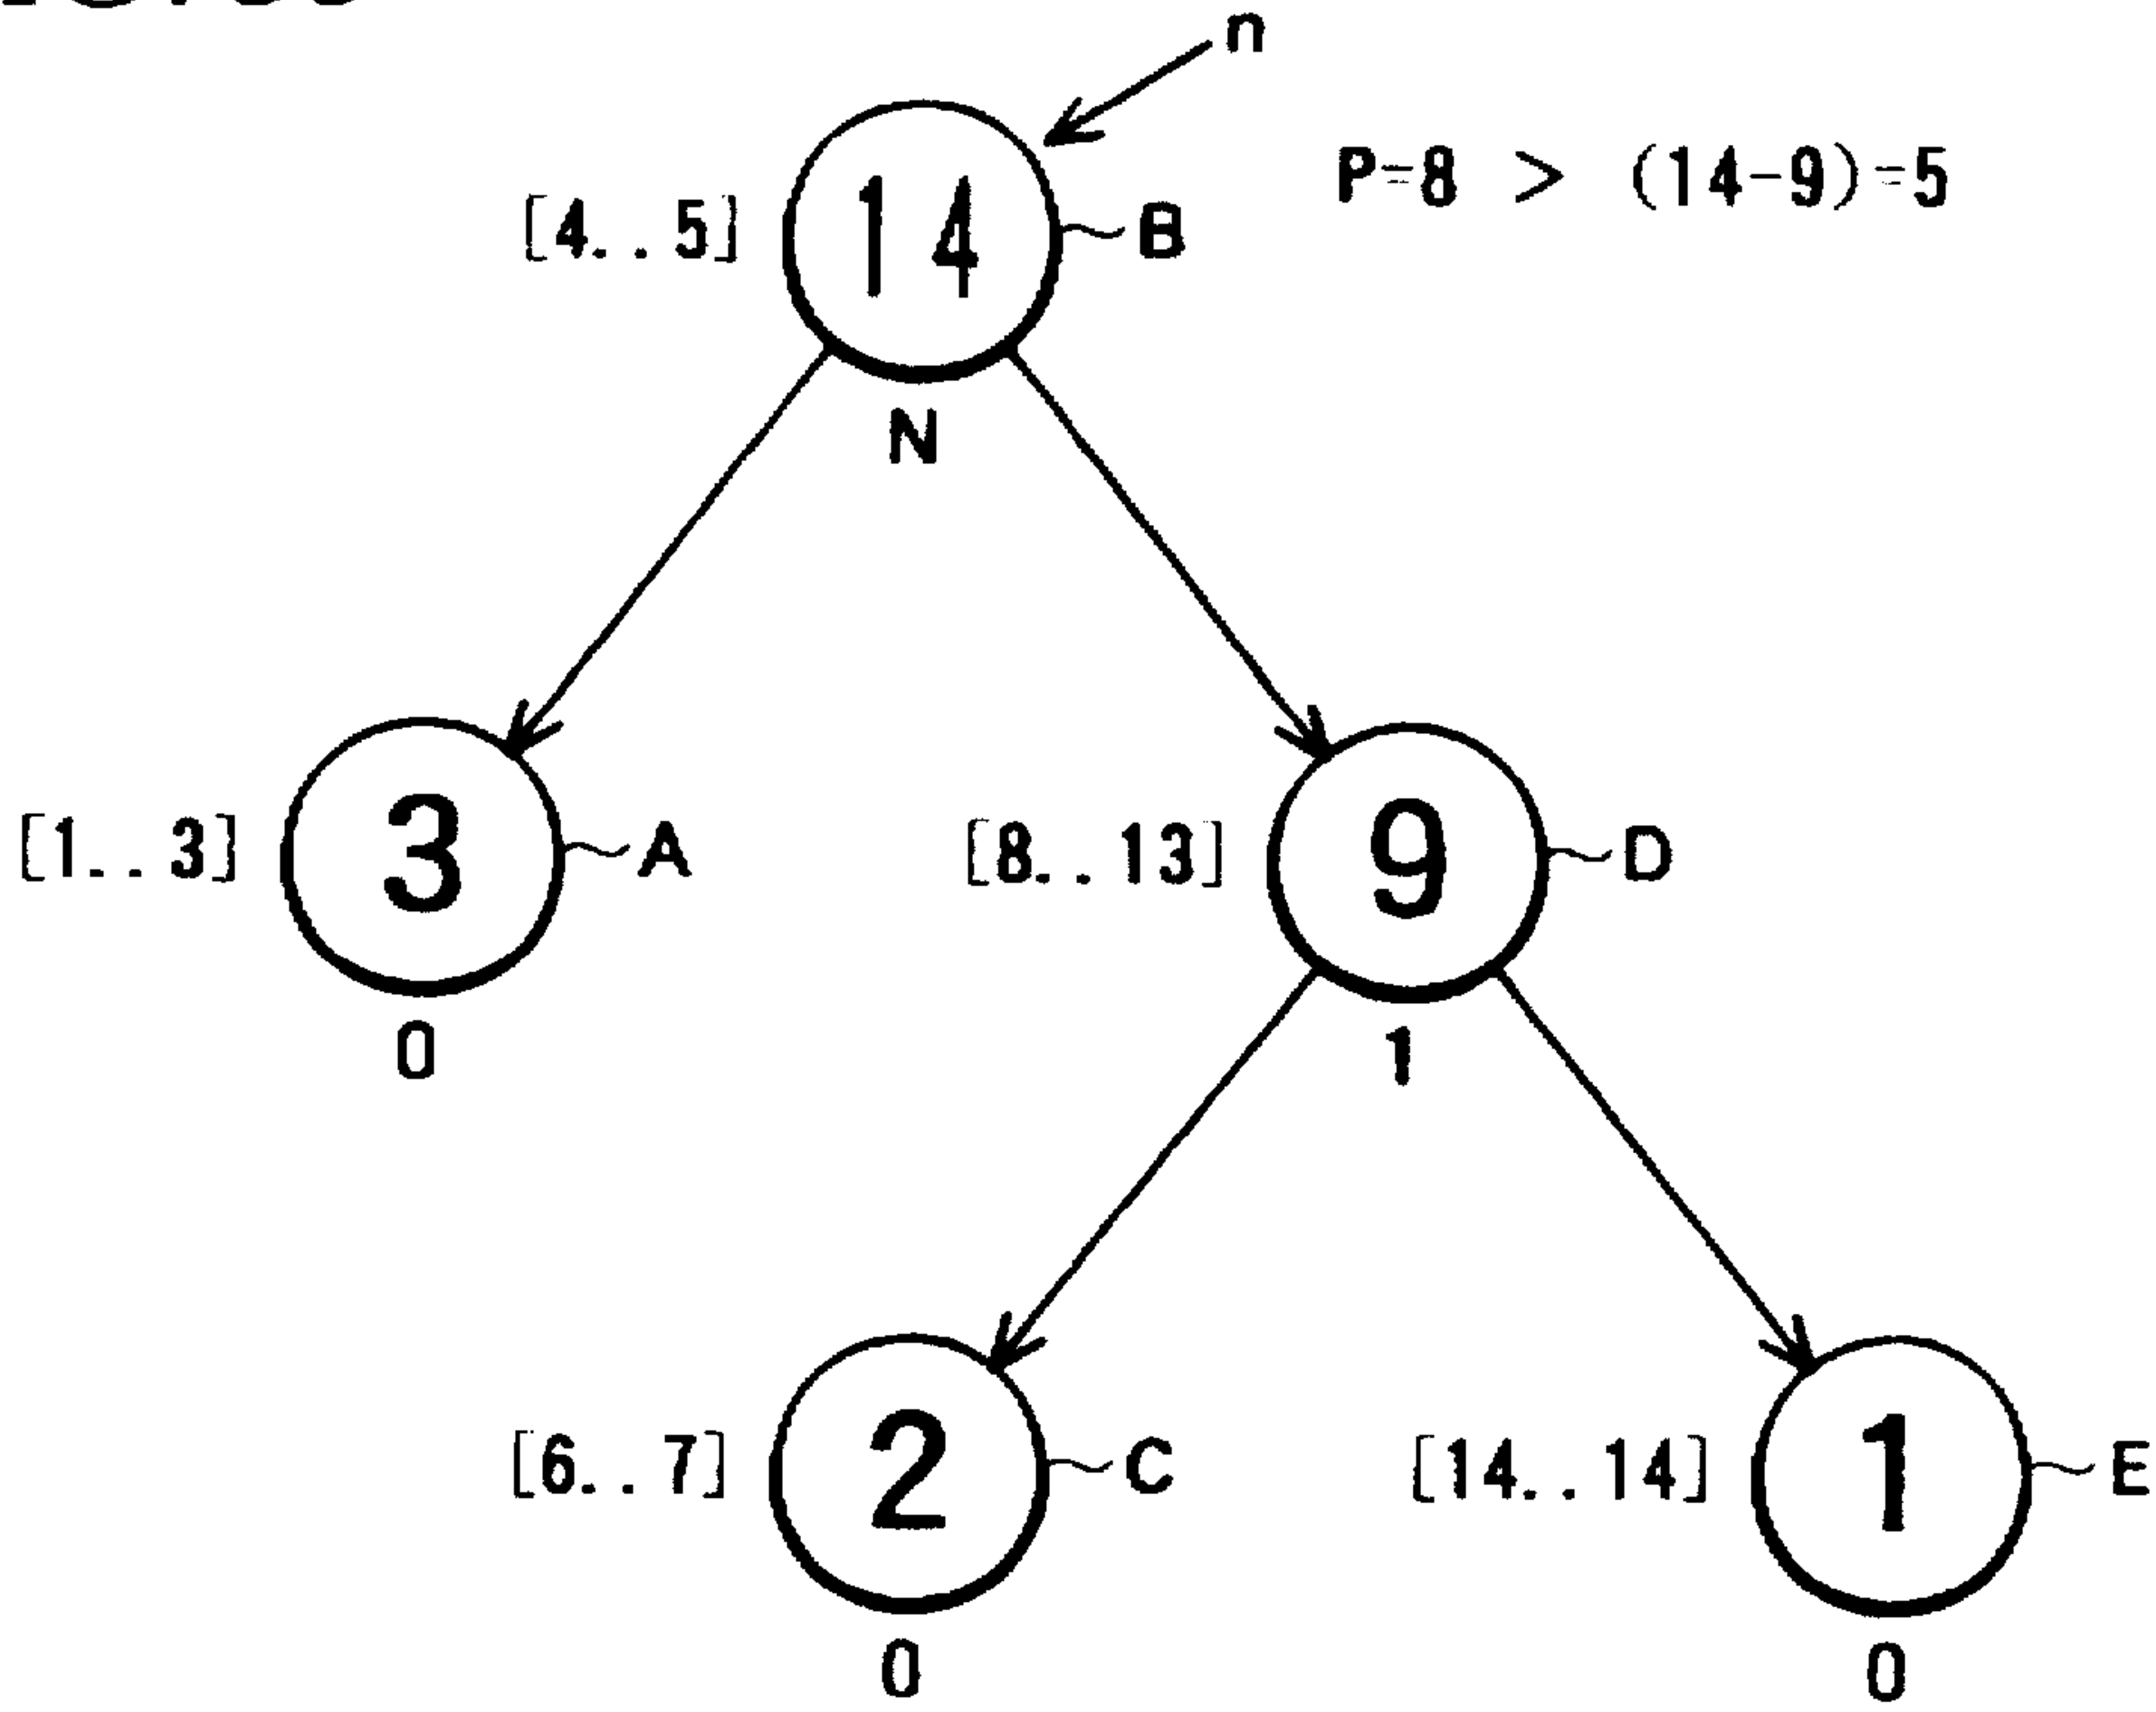 n
P=8 > (14-9)=5
[4..5] 14 B
N
[1..3] 3 A
[8..13] 9 D
0
1
[6..7] 2 C
[14..14] 1 E
0
0